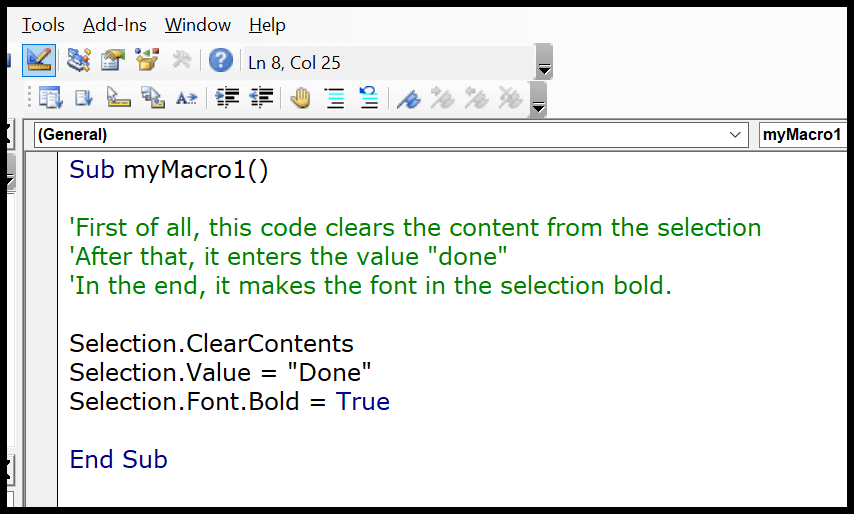 Tools Add-Ins Window Help
Ln 8, Col 25
(General) myMacro1
Sub myMacro1()
'First of all, this code clears the content from the selection
'After that, it enters the value "done"
'In the end, it makes the font in the selection bold.
Selection.ClearContents
Selection.Value = "Done"
Selection.Font.Bold = True
End Sub